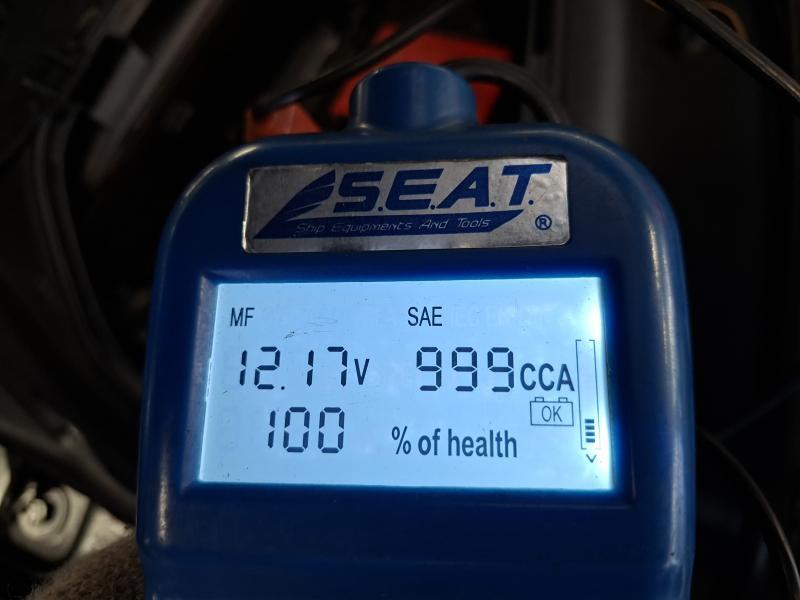 S.E.A.T.
Ship Equipments And Tools ®
MF SAE
12.17V 999CCA
OK
100 % of health